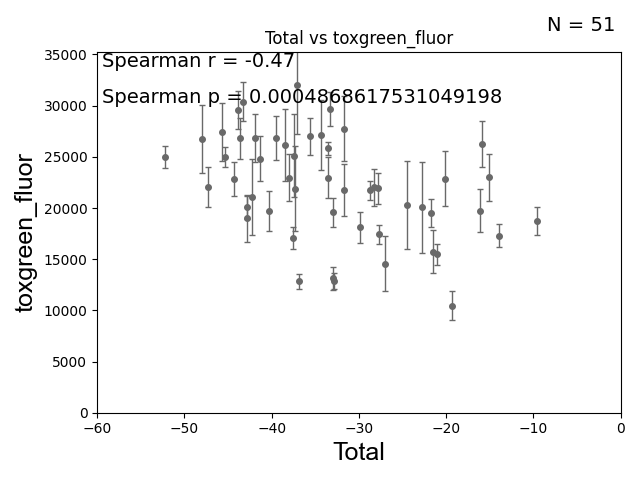 N = 51
Total vs toxgreen_fluor
Spearman r = -0.47
Spearman p = 0.0004868617531049198
toxgreen_fluor
35000
30000
25000
20000
15000
10000
5000
0
−60 −50 −40 −30 −20 −10 0
Total